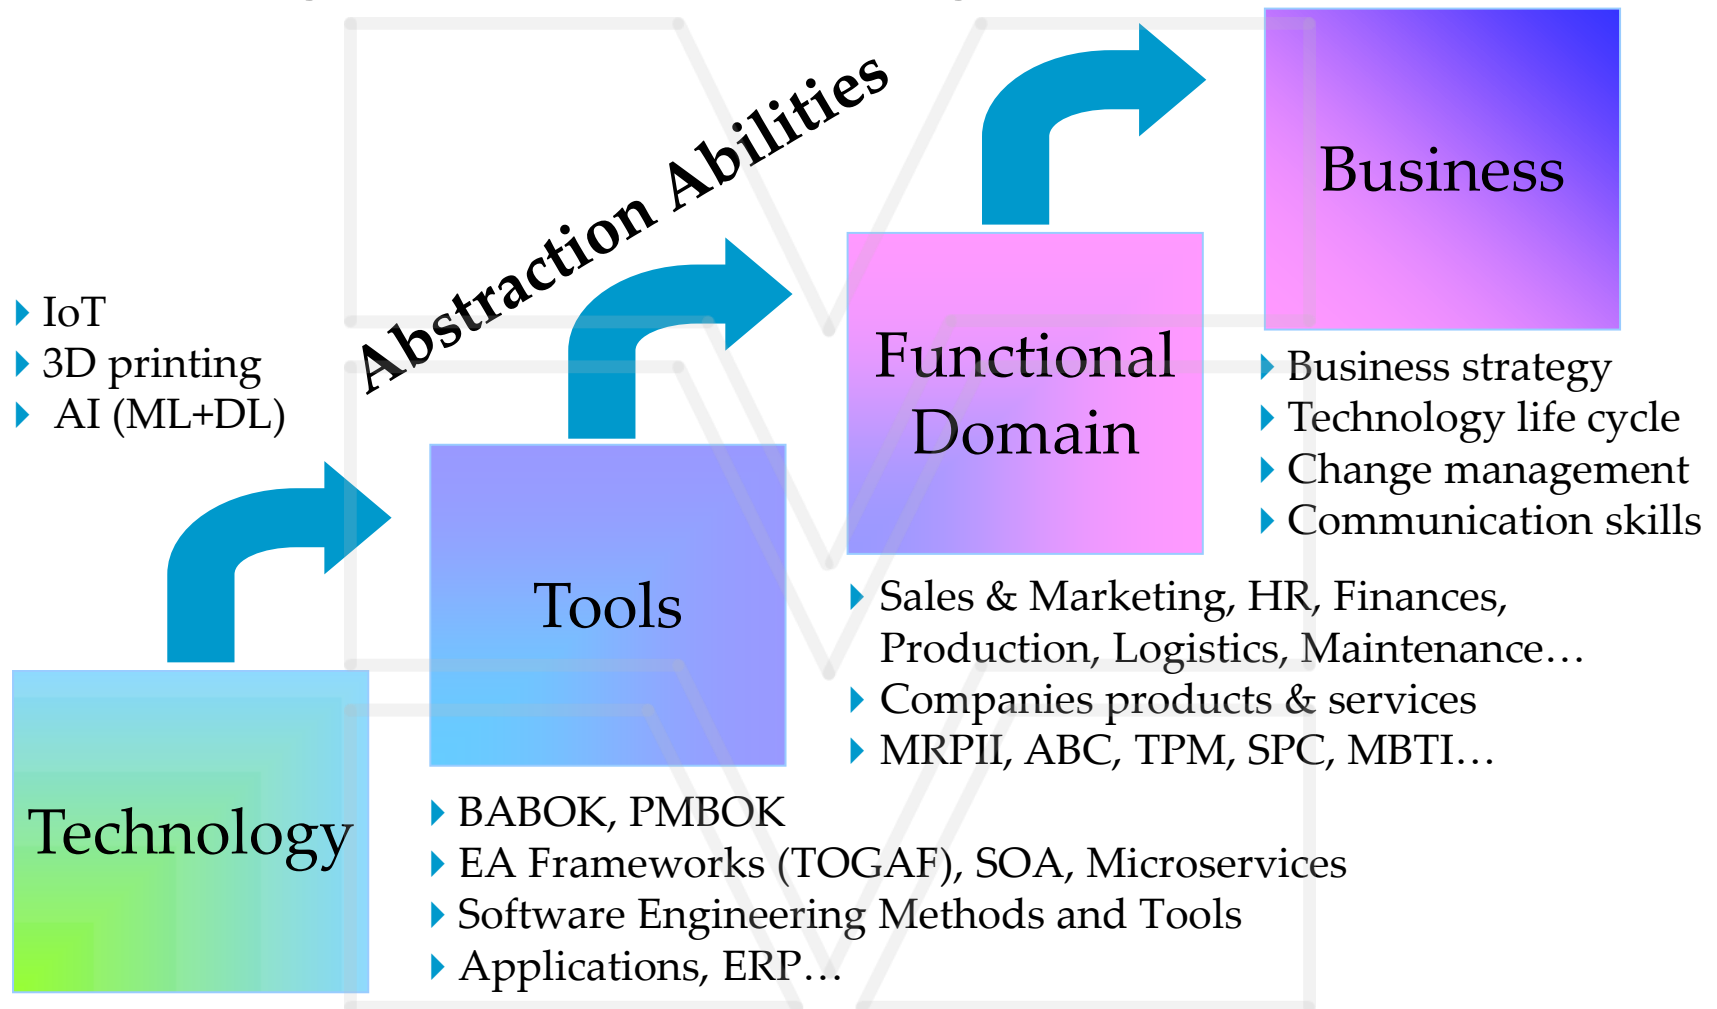 Abstraction Abilities
Business
IoT
3D printing
AI (ML+DL)
Functional
Domain
Business strategy
Technology life cycle
Change management
Communication skills
Tools
Sales & Marketing, HR, Finances,
Production, Logistics, Maintenance…
Companies products & services
MRPII, ABC, TPM, SPC, MBTI…
Technology
BABOK, PMBOK
EA Frameworks (TOGAF), SOA, Microservices
Software Engineering Methods and Tools
Applications, ERP…